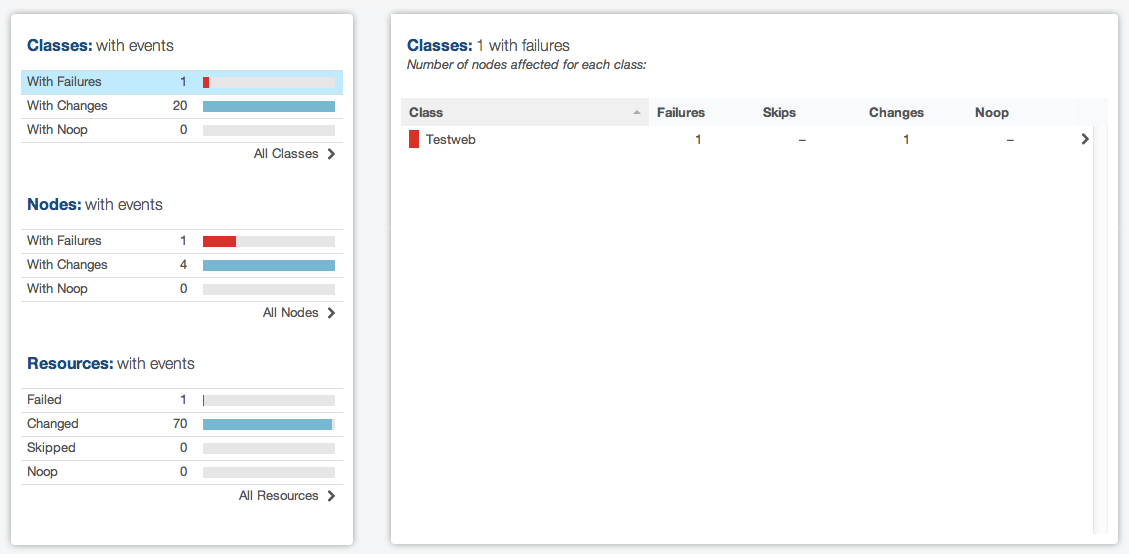 Classes: with events
With Failures 1
With Changes 20
With Noop 0
All Classes
Nodes: with events
With Failures 1
With Changes 4
With Noop 0
All Nodes
Resources: with events
Failed 1
Changed 70
Skipped 0
Noop 0
All Resources
Classes: 1 with failures
Number of nodes affected for each class:
Class Failures Skips Changes Noop
Testweb 1 – 1 –